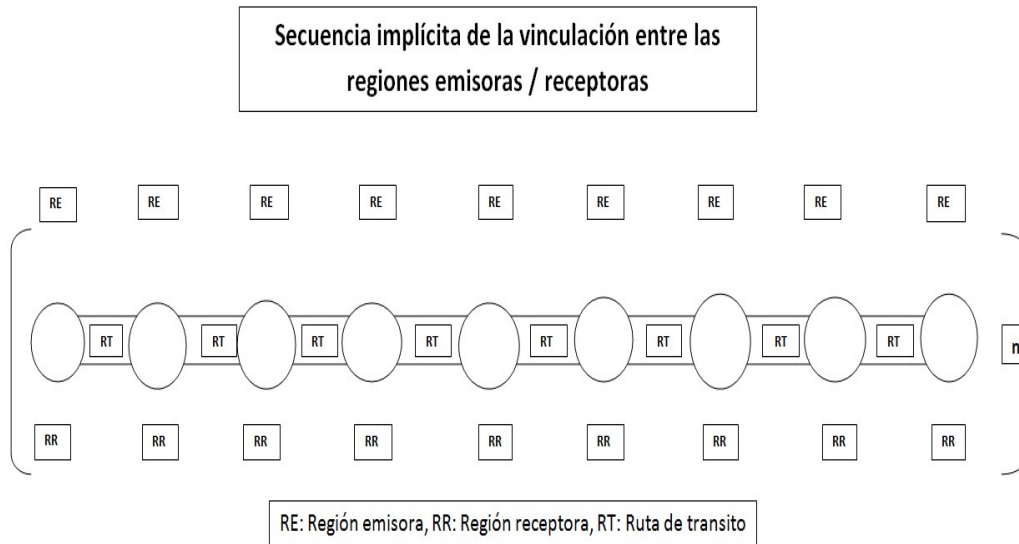 Secuencia implícita de la vinculación entre las
regiones emisoras / receptoras
RE RE RE RE RE RE RE RE RE
RT RT RT RT RT RT RT RT n
RR RR RR RR RR RR RR RR RR
RE: Región emisora, RR: Región receptora, RT: Ruta de transito